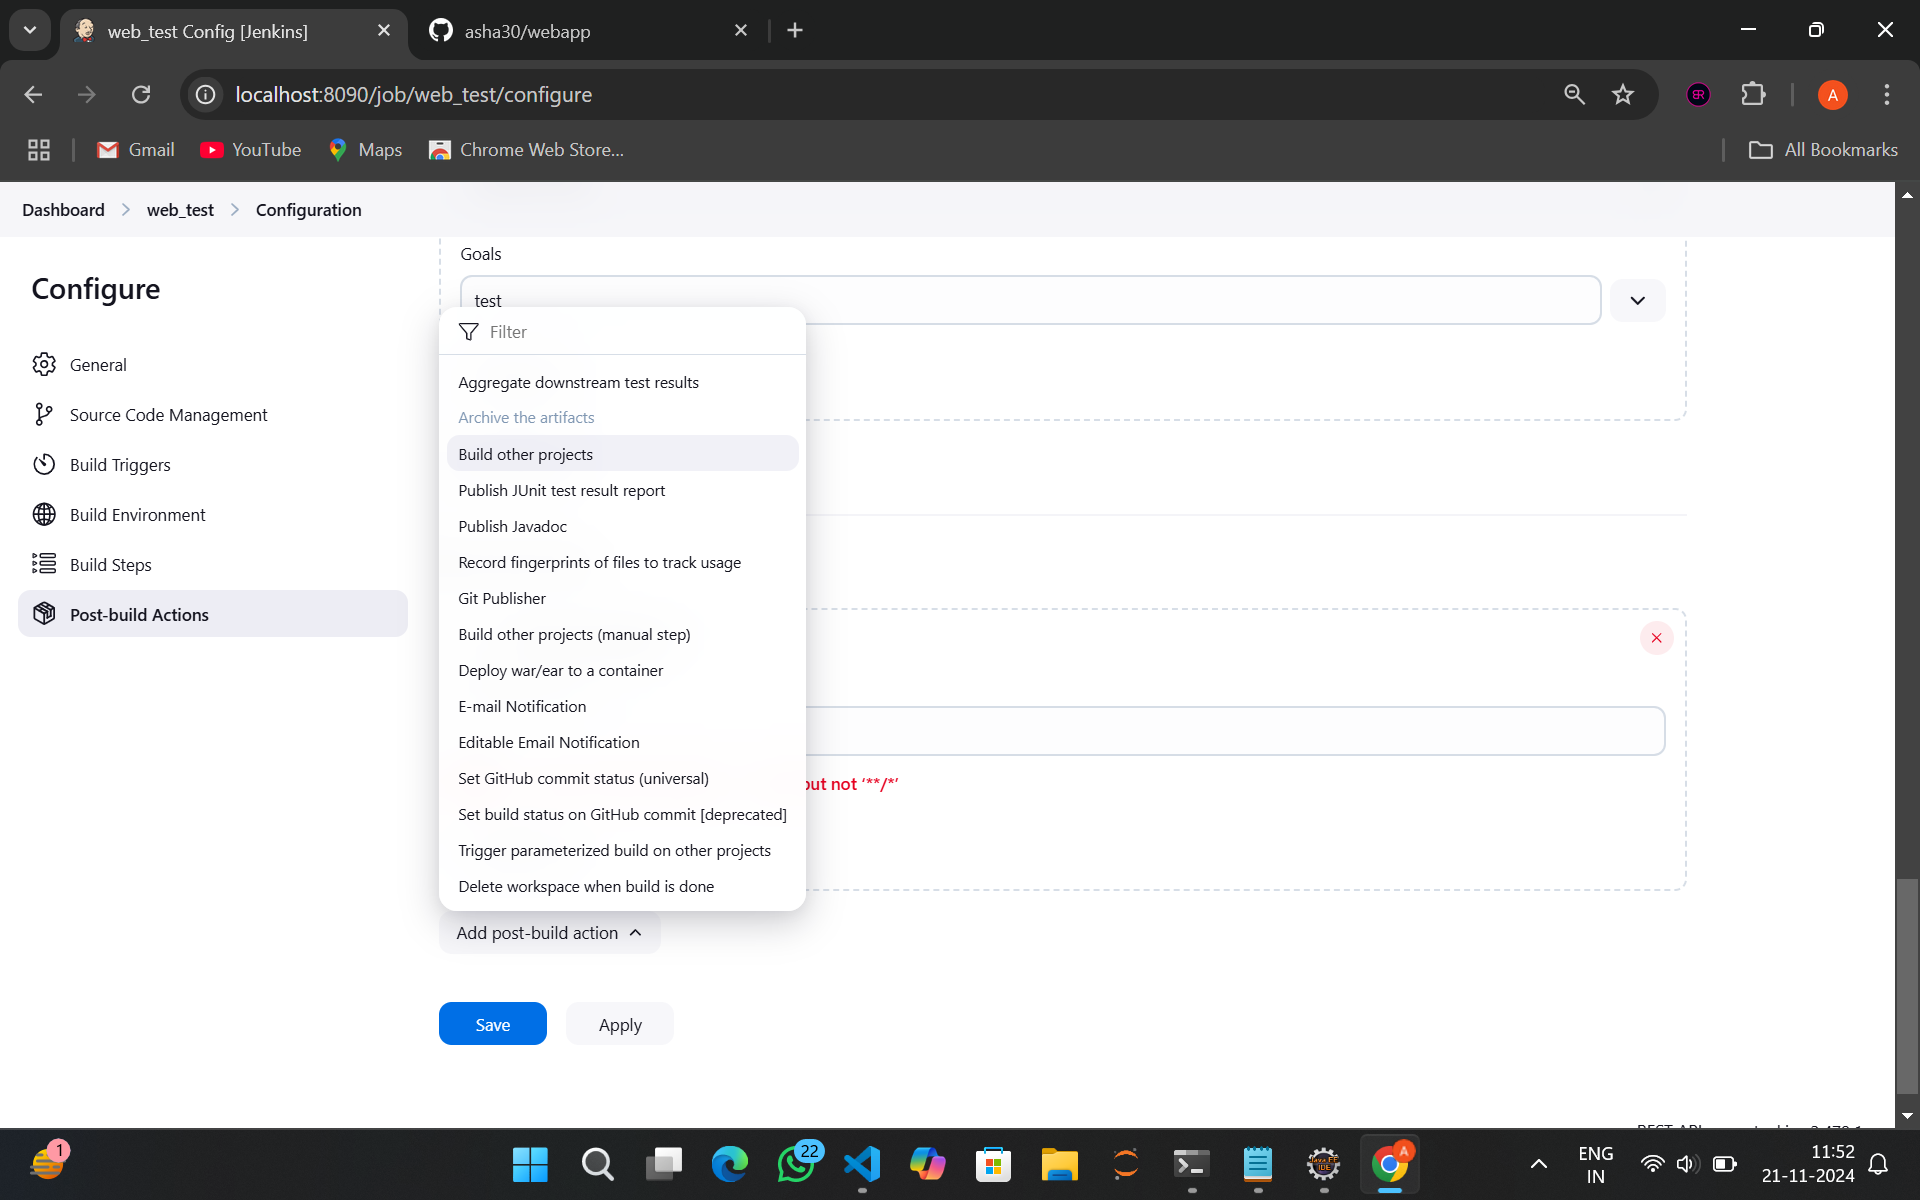 web_test Config [Jenkins]
asha30/webapp
localhost:8090/job/web_test/configure
A
Gmail
YouTube
Maps
Chrome Web Store...
All Bookmarks
Dashboard
web_test
Configuration
Configure
General
Source Code Management
Build Triggers
Build Environment
Build Steps
Post-build Actions
Goals
test
Filter
Aggregate downstream test results
Archive the artifacts
Build other projects
Publish JUnit test result report
Publish Javadoc
Record fingerprints of files to track usage
Git Publisher
Build other projects (manual step)
Deploy war/ear to a container
E-mail Notification
Editable Email Notification
Set GitHub commit status (universal)
Set build status on GitHub commit [deprecated]
Trigger parameterized build on other projects
Delete workspace when build is done
but not ‘**/*’
Add post-build action
Save
Apply
1
22
A
ENG
IN
11:52
21-11-2024